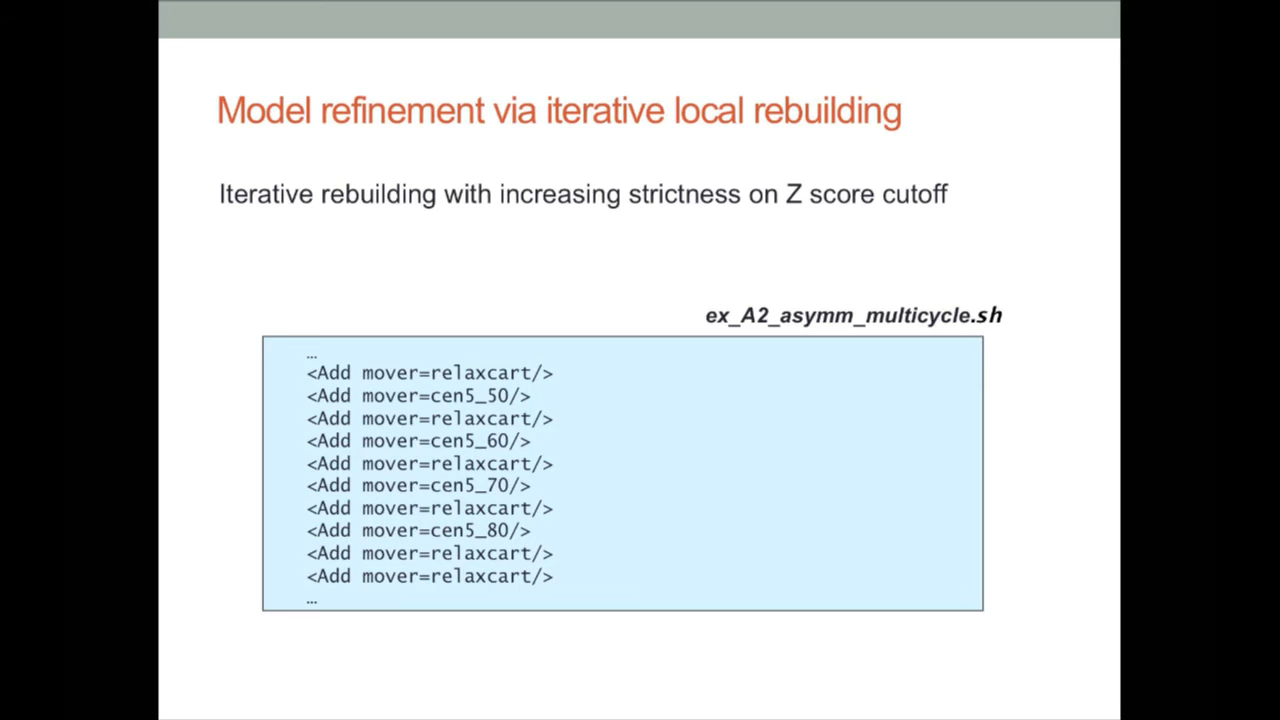 Model refinement via iterative local rebuilding
Iterative rebuilding with increasing strictness on Z score cutoff
ex_A2_asymm_multicycle.sh
…
<Add mover=relaxcart/>
<Add mover=cen5_50/>
<Add mover=relaxcart/>
<Add mover=cen5_60/>
<Add mover=relaxcart/>
<Add mover=cen5_70/>
<Add mover=relaxcart/>
<Add mover=cen5_80/>
<Add mover=relaxcart/>
<Add mover=relaxcart/>
…